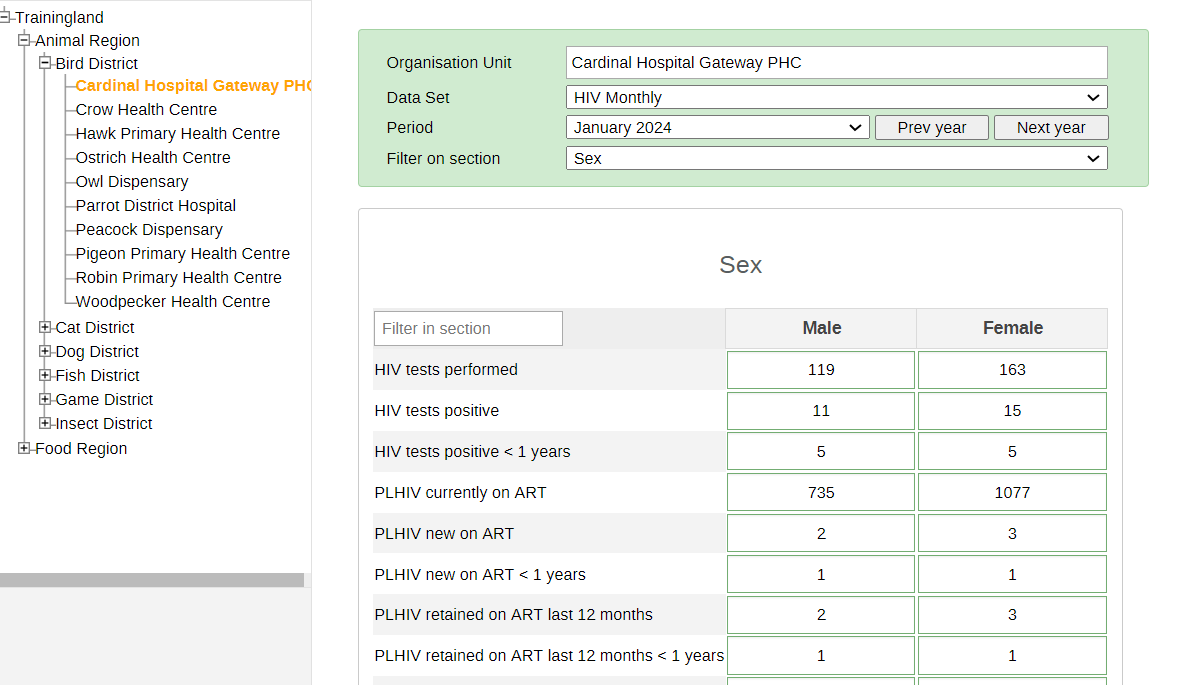 Trainingland
Animal Region
Bird District
Cardinal Hospital Gateway PHC
Crow Health Centre
Hawk Primary Health Centre
Ostrich Health Centre
Owl Dispensary
Parrot District Hospital
Peacock Dispensary
Pigeon Primary Health Centre
Robin Primary Health Centre
Woodpecker Health Centre
Cat District
Dog District
Fish District
Game District
Insect District
Food Region
Organisation Unit Cardinal Hospital Gateway PHC
Data Set HIV Monthly
Period January 2024 Prev year Next year
Filter on section Sex
Sex
Filter in section Male Female
HIV tests performed 119 163
HIV tests positive 11 15
HIV tests positive < 1 years 5 5
PLHIV currently on ART 735 1077
PLHIV new on ART 2 3
PLHIV new on ART < 1 years 1 1
PLHIV retained on ART last 12 months 2 3
PLHIV retained on ART last 12 months < 1 years 1 1